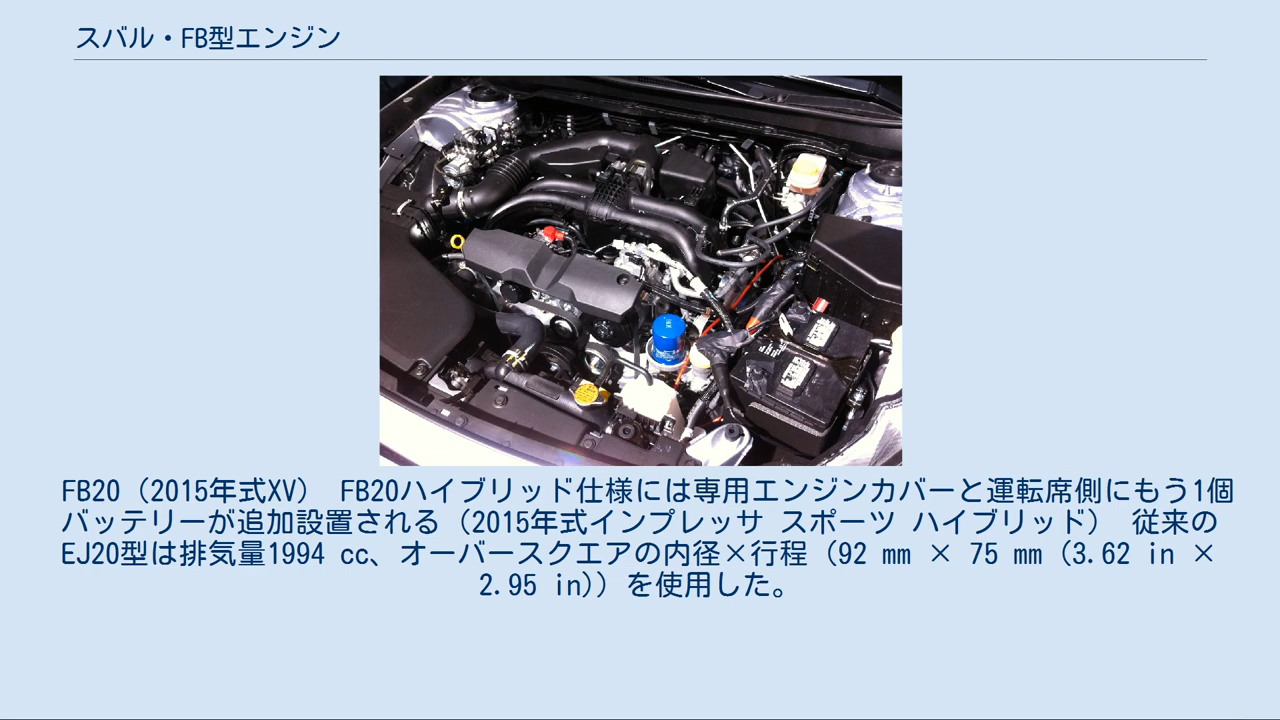 スバル・FB型エンジン
FB20（2015年式XV） FB20ハイブリッド仕様には専用エンジンカバーと運転席側にもう1個
バッテリーが追加設置される（2015年式インプレッサ スポーツ ハイブリッド） 従来の
EJ20型は排気量1994 cc、オーバースクエアの内径×行程（92 mm × 75 mm（3.62 in ×
2.95 in)）を使用した。